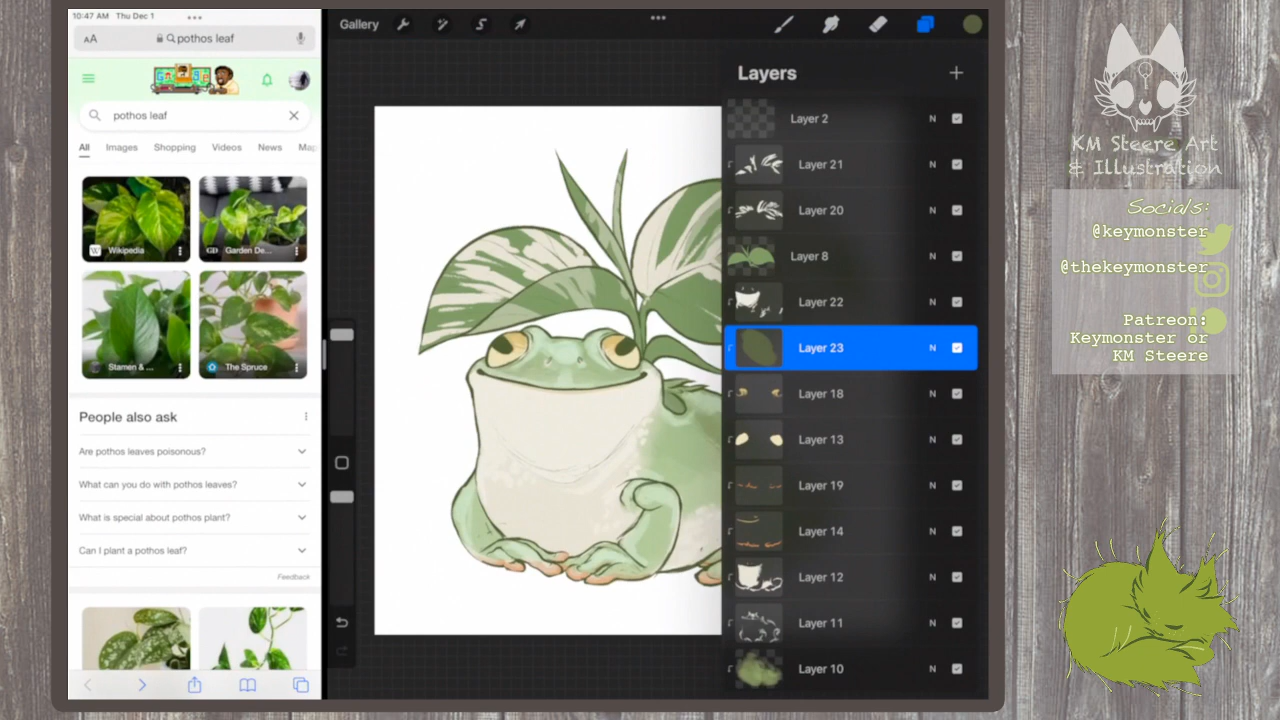 10:47 AM Thu Dec 1
AA pothos leaf
pothos leaf
All Images Shopping Videos News Map
Wikipedia
GD Garden De...
Stamen & ...
The Spruce
People also ask
Are pothos leaves poisonous?
What can you do with pothos leaves?
What is special about pothos plant?
Can I plant a pothos leaf?
Feedback
Gallery
Layers
Layer 2 N
Layer 21 N
Layer 20 N
Layer 8 N
Layer 22 N
Layer 23 N
Layer 18 N
Layer 13 N
Layer 19 N
Layer 14 N
Layer 12 N
Layer 11 N
Layer 10 N
KM Steere Art
& Illustration
Socials:
@keymonster
@thekeymonster
Patreon:
Keymonster or
KM Steere